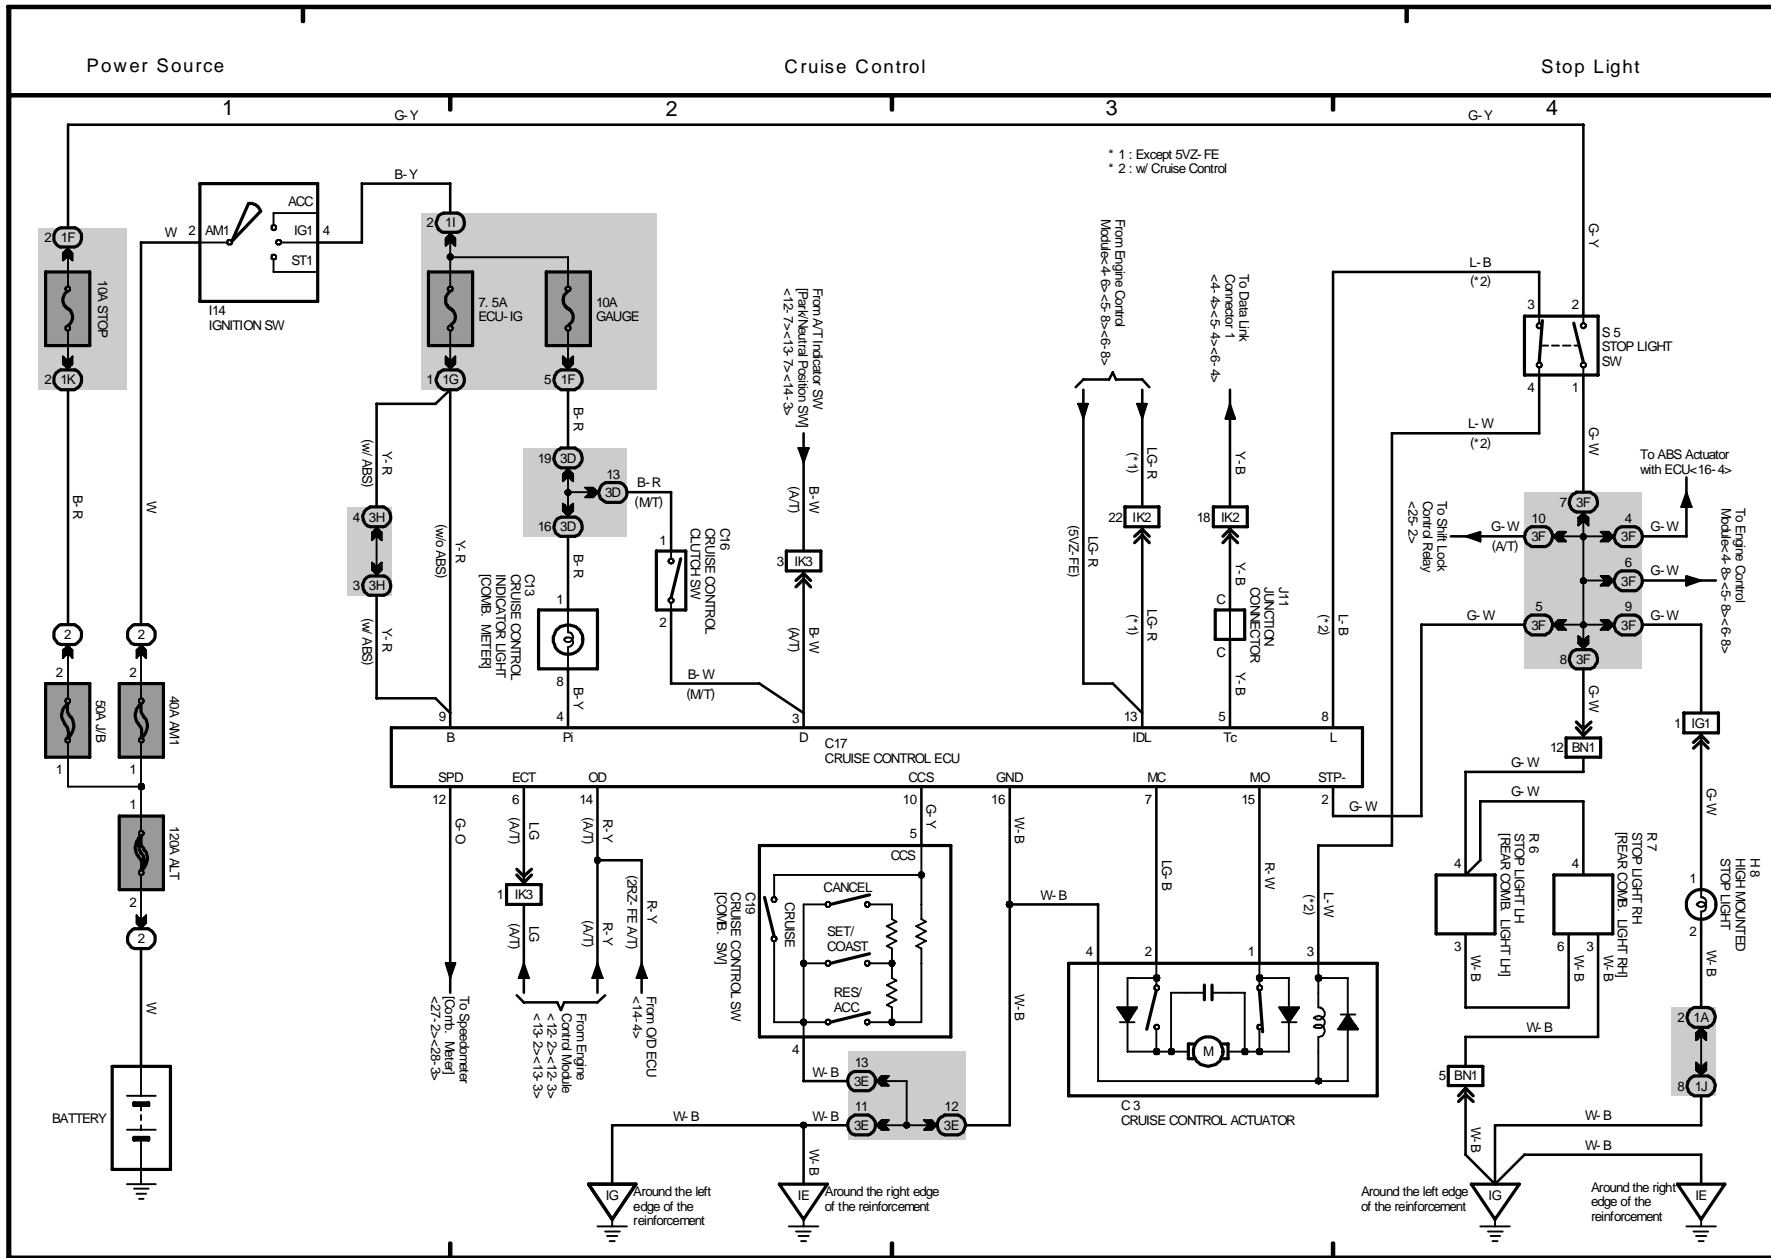 Power Source
Cruise Control
Stop Light
1
2
3
4
G-Y
G-Y
* 1 : Except 5VZ-FE
* 2 : w/ Cruise Control
B-Y
W
2
AM1
ACC
IG1
ST1
4
I14
IGNITION SW
2
1F
10A STOP
2
1K
B-R
W
2
2
2
2
50A J/B
40A AM1
1
1
1
120A ALT
2
2
W
BATTERY
2
1I
7. 5A
ECU-IG
10A
GAUGE
1
1G
5
1F
Y-R
(w/ ABS)
4
3H
3
3H
Y-R
(w/ ABS)
Y-R
(w/o ABS)
B-R
19
3D
13
3D
16
3D
B-R
(M/T)
B-R
1
8
B-Y
C13
CRUISE CONTROL
INDICATOR LIGHT
[COMB. METER]
1
2
C16
CRUISE CONTROL
CLUTCH SW
B-W
(M/T)
From A/T Indicator SW
[Park/Neutral Position SW]
<12-7><13-7><14-3>
B-W
(A/T)
3
IK3
B-W
(A/T)
From Engine Control
Module<4-6><5-8><6-8>
LG-R
(5VZ-FE)
LG-R
(*1)
22
IK2
LG-R
(*1)
To Data Link
Connector 1
<4-4><5-4><6-4>
Y-B
18
IK2
Y-B
C
C
J11
JUNCTION
CONNECTOR
Y-B
L-B
(*2)
L-B
(*2)
L-W
(*2)
G-Y
3
2
4
1
S 5
STOP LIGHT
SW
G-W
To ABS Actuator
with ECU<16-4>
7
3F
10
3F
4
3F
6
3F
5
3F
9
3F
8
3F
G-W
(A/T)
To Shift Lock
Control Relay
<25-2>
G-W
G-W
To Engine Control
Module<4-8><5-8><6-8>
G-W
G-W
G-W
12
BN1
1
IG1
9
4
3
13
5
8
B
Pi
D
IDL
Tc
L
C17
CRUISE CONTROL ECU
SPD
ECT
OD
CCS
GND
MC
MO
STP-
12
6
14
10
16
7
15
2
G-O
To Speedometer
[Comb. Meter]
<27-2><28-3>
LG
(A/T)
1
IK3
LG
(A/T)
R-Y
(A/T)
R-Y
(A/T)
R-Y
(2RZ-FE A/T)
From Engine
Control Module
<12-2><12-3>
<13-2><13-3>
From O/D ECU
<14-4>
G-Y
5
CCS
CANCEL
SET/
COAST
RES/
ACC
CRUISE
4
C19
CRUISE CONTROL SW
[COMB. SW]
W-B
W-B
W-B
W-B
13
3E
11
3E
12
3E
W-B
W-B
W-B
IG
Around the left
edge of the
reinforcement
IE
Around the right edge
of the reinforcement
LG-B
R-W
L-W
(*2)
4
2
1
3
M
C 3
CRUISE CONTROL ACTUATOR
G-W
G-W
G-W
4
4
R 6
STOP LIGHT LH
[REAR COMB. LIGHT LH]
R 7
STOP LIGHT RH
[REAR COMB. LIGHT RH]
3
6
3
W-B
W-B
W-B
W-B
5
BN1
W-B
G-W
1
2
H 8
HIGH MOUNTED
STOP LIGHT
W-B
2
1A
8
1J
W-B
W-B
Around the left edge
of the reinforcement
IG
Around the right
edge of the
reinforcement
IE